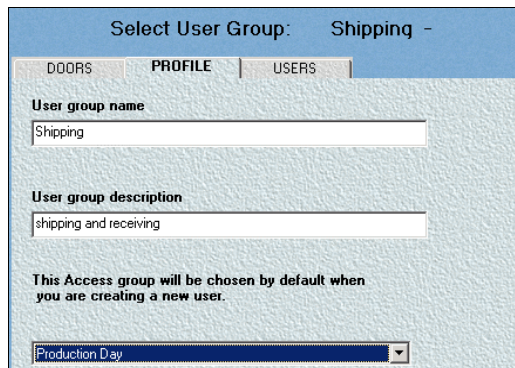 Select User Group: Shipping -
DOORS PROFILE USERS
User group name
Shipping
User group description
shipping and receiving
This Access group will be chosen by default when
you are creating a new user.
Production Day